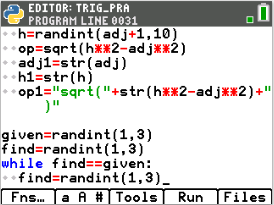 EDITOR: TRIG_PRA
PROGRAM LINE 0031
h=randint(adj+1,10)
op=sqrt(h**2-adj**2)
adj1=str(adj)
h1=str(h)
op1="sqrt("+str(h**2-adj**2)+"
)"
given=randint(1,3)
find=randint(1,3)
while find==given:
find=randint(1,3)_
Fns… a A # Tools Run Files